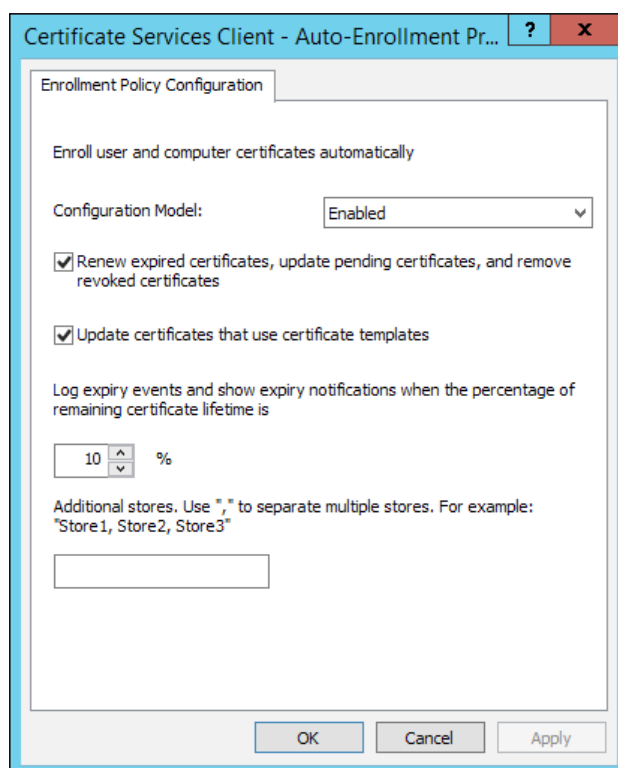 Certificate Services Client - Auto-Enrollment Pr...
?
x
Enrollment Policy Configuration
Enroll user and computer certificates automatically
Configuration Model:
Enabled
Renew expired certificates, update pending certificates, and remove
revoked certificates
Update certificates that use certificate templates
Log expiry events and show expiry notifications when the percentage of
remaining certificate lifetime is
10
%
Additional stores. Use "," to separate multiple stores. For example:
"Store1, Store2, Store3"
OK
Cancel
Apply